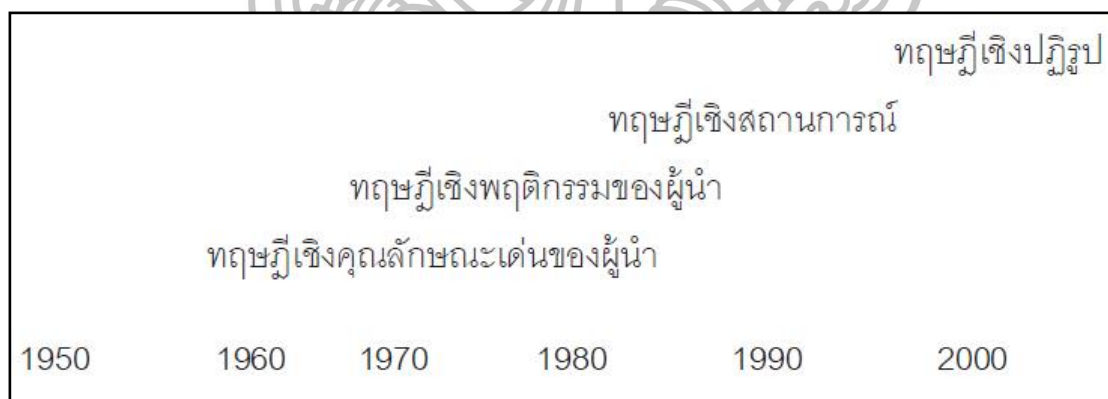 ทฤษฎีเชิงปฏิรูป
ทฤษฎีเชิงสถานการณ์
ทฤษฎีเชิงพฤติกรรมของผู้นำ
ทฤษฎีเชิงคุณลักษณะเด่นของผู้นำ
1950 1960 1970 1980 1990 2000